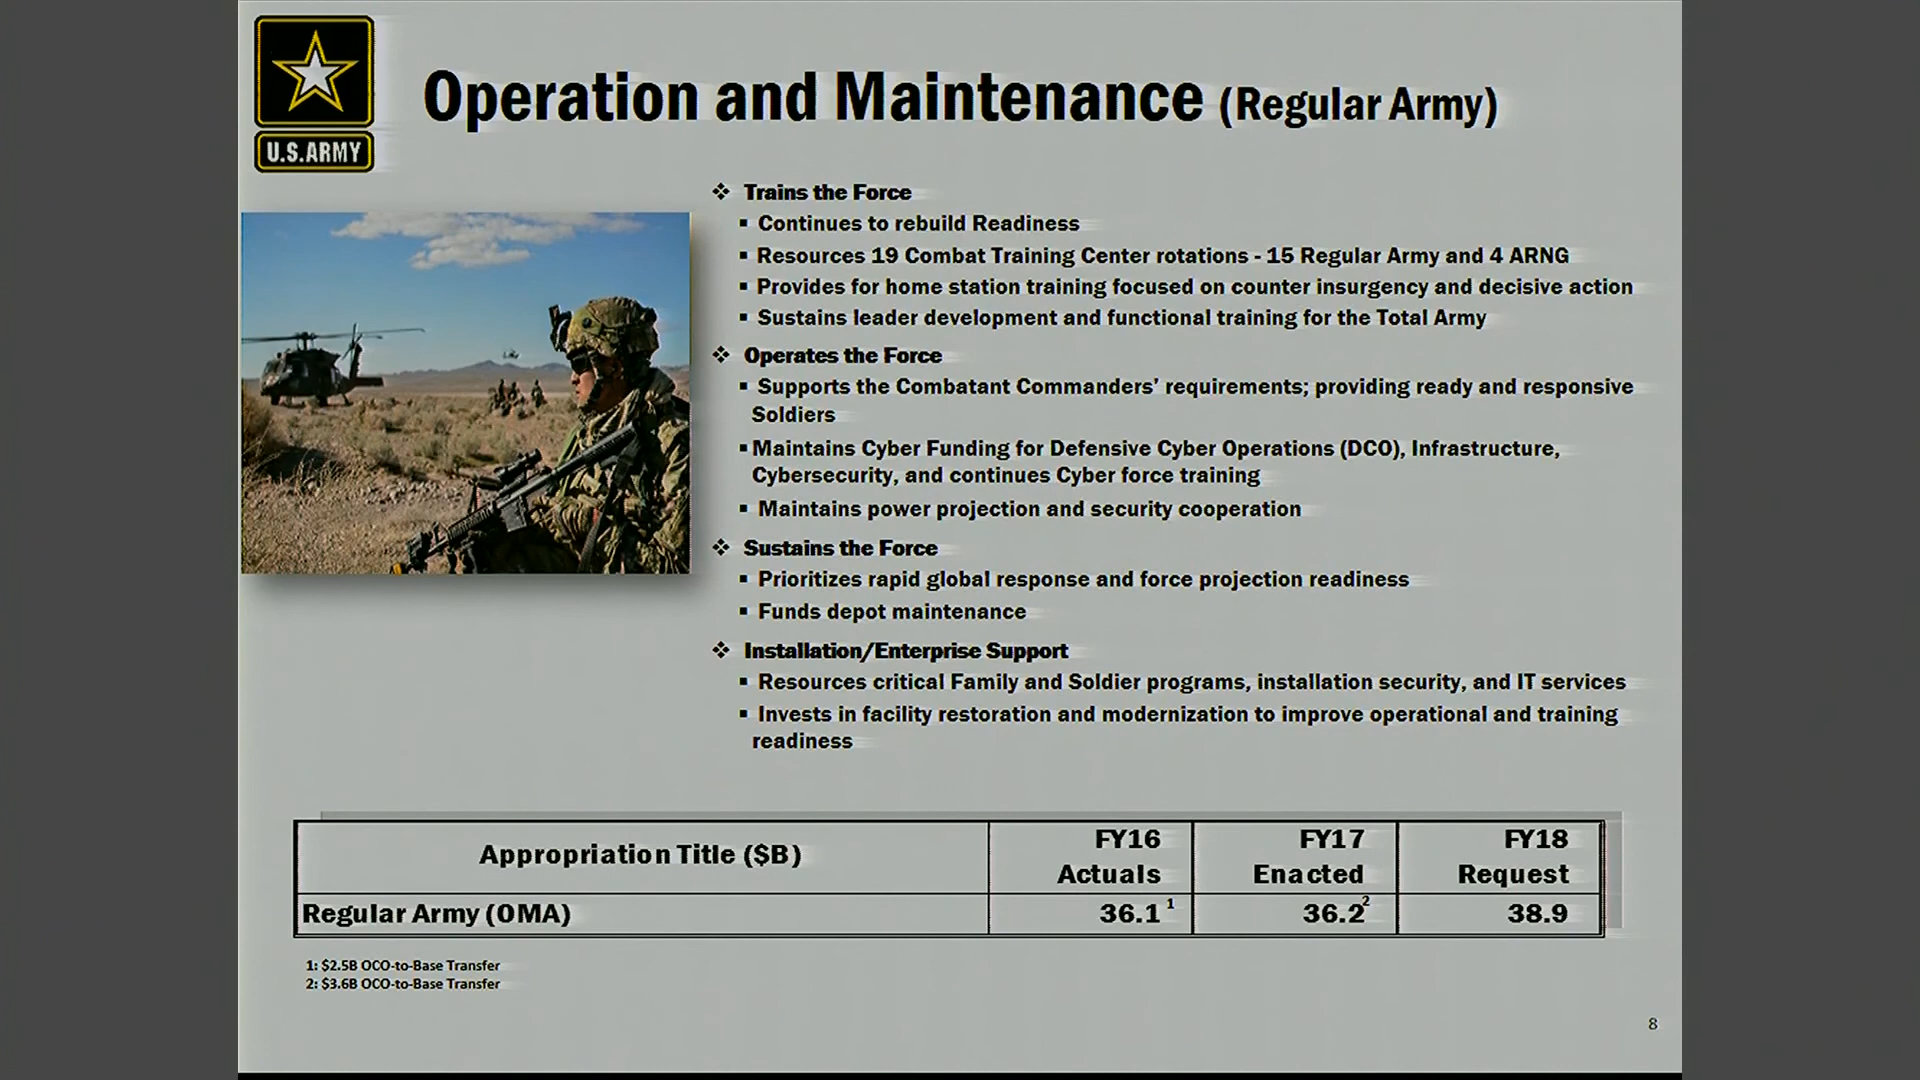 U.S.ARMY
Operation and Maintenance (Regular Army)
❖ Trains the Force
▪ Continues to rebuild Readiness
▪ Resources 19 Combat Training Center rotations - 15 Regular Army and 4 ARNG
▪ Provides for home station training focused on counter insurgency and decisive action
▪ Sustains leader development and functional training for the Total Army
❖ Operates the Force
▪ Supports the Combatant Commanders’ requirements; providing ready and responsive
Soldiers
▪ Maintains Cyber Funding for Defensive Cyber Operations (DCO), Infrastructure,
Cybersecurity, and continues Cyber force training
▪ Maintains power projection and security cooperation
❖ Sustains the Force
▪ Prioritizes rapid global response and force projection readiness
▪ Funds depot maintenance
❖ Installation/Enterprise Support
▪ Resources critical Family and Soldier programs, installation security, and IT services
▪ Invests in facility restoration and modernization to improve operational and training
readiness
Appropriation Title ($B) FY16 Actuals FY17 Enacted FY18 Request
Regular Army (OMA) 36.1 1 36.2 2 38.9
1: $2.5B OCO-to-Base Transfer
2: $3.6B OCO-to-Base Transfer
8